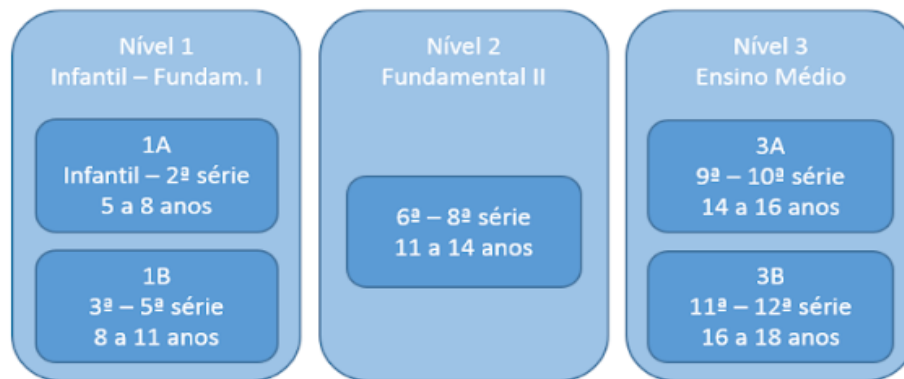 Nível 1
Infantil – Fundam. I
1A
Infantil – 2ª série
5 a 8 anos
1B
3ª – 5ª série
8 a 11 anos
Nível 2
Fundamental II
6ª – 8ª série
11 a 14 anos
Nível 3
Ensino Médio
3A
9ª – 10ª série
14 a 16 anos
3B
11ª – 12ª série
16 a 18 anos